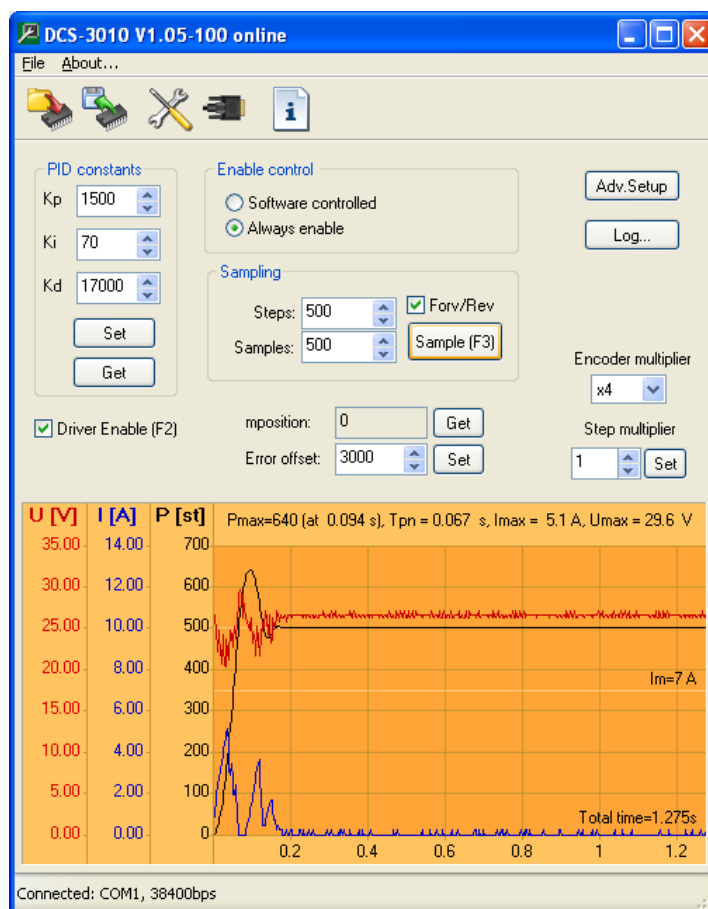 DCS-3010 V1.05-100 online
File About...
PID constants
Kp 1500
Ki 70
Kd 17000
Set
Get
Enable control
Software controlled
Always enable
Adv.Setup
Log...
Sampling
Steps: 500
Forv/Rev
Samples: 500
Sample (F3)
Encoder multiplier
x4
Driver Enable (F2)
mposition: 0 Get
Error offset: 3000 Set
Step multiplier
1 Set
U [V] I [A] P [st] Pmax=640 (at 0.094 s), Tpn = 0.067 s, Imax = 5.1 A, Umax = 29.6 V
35.00 14.00 700
30.00 12.00 600
25.00 10.00 500
20.00 8.00 400
Im=7 A
15.00 6.00 300
10.00 4.00 200
5.00 2.00 100
Total time=1.275s
0.00 0.00 0
0.2 0.4 0.6 0.8 1 1.2
Connected: COM1, 38400bps